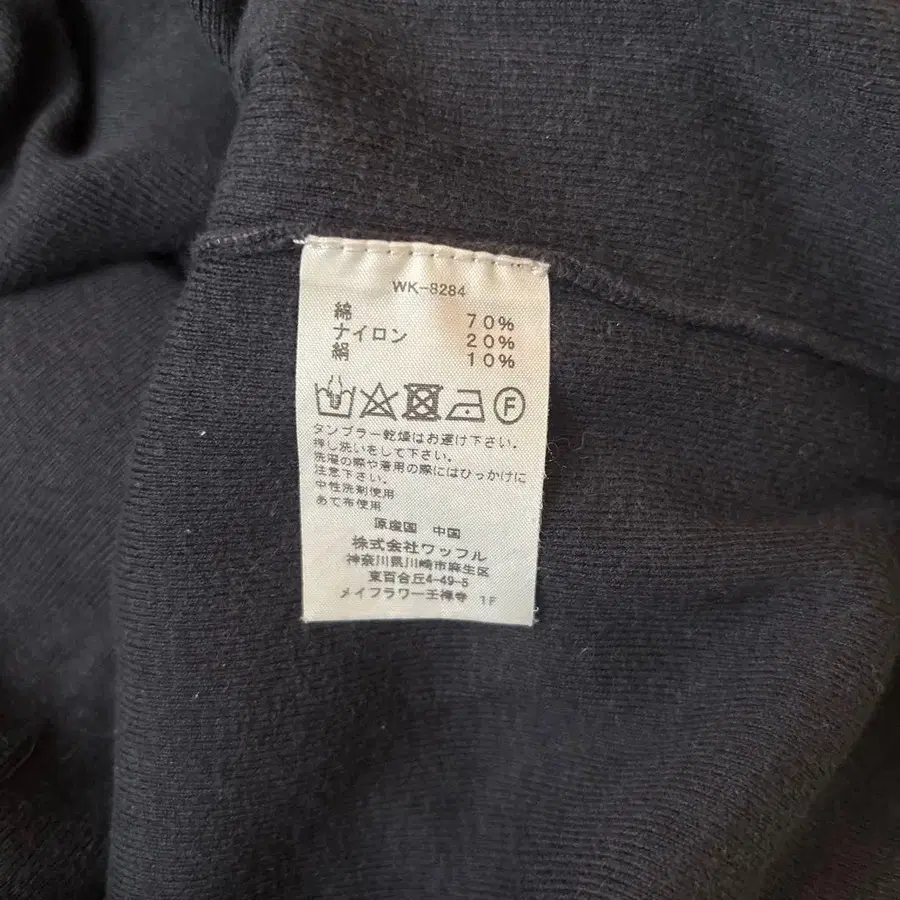 WK-8284
綿 70%
ナイロン 20%
絹 10%
F
タンブラー乾燥はお避け下さい。
押し洗いをして下さい。
洗濯の際や着用の際にはひっかけに
注意下さい。
中性洗剤使用
あて布使用
原産国 中国
株式会社ワッフル
神奈川県川崎市麻生区
東百合丘4-49-5
メイフラワー王禅寺 1F